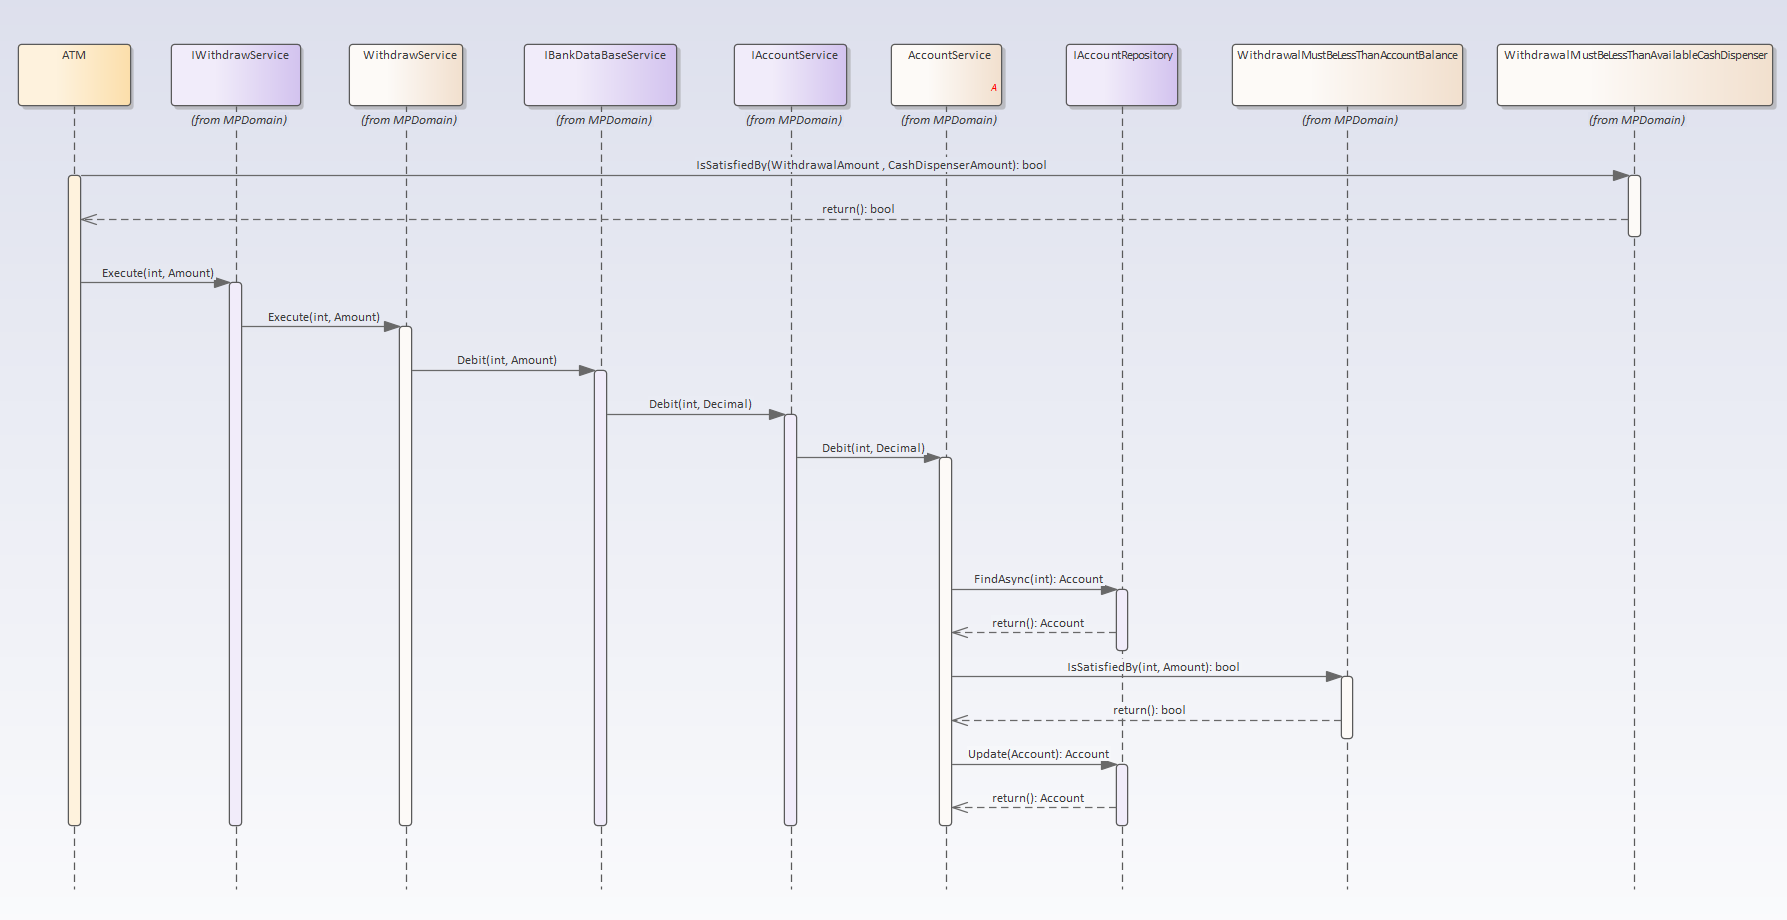 ATM
IWithdrawService
WithdrawService
IBankDataBaseService
IAccountService
AccountService
IAccountRepository
WithdrawalMustBeLessThanAccountBalance
WithdrawalMustBeLessThanAvailableCashDispenser
A
(from MPDomain)
(from MPDomain)
(from MPDomain)
(from MPDomain)
(from MPDomain)
(from MPDomain)
(from MPDomain)
IsSatisfiedBy(WithdrawalAmount , CashDispenserAmount): bool
return(): bool
Execute(int, Amount)
Execute(int, Amount)
Debit(int, Amount)
Debit(int, Decimal)
Debit(int, Decimal)
FindAsync(int): Account
return(): Account
IsSatisfiedBy(int, Amount): bool
return(): bool
Update(Account): Account
return(): Account